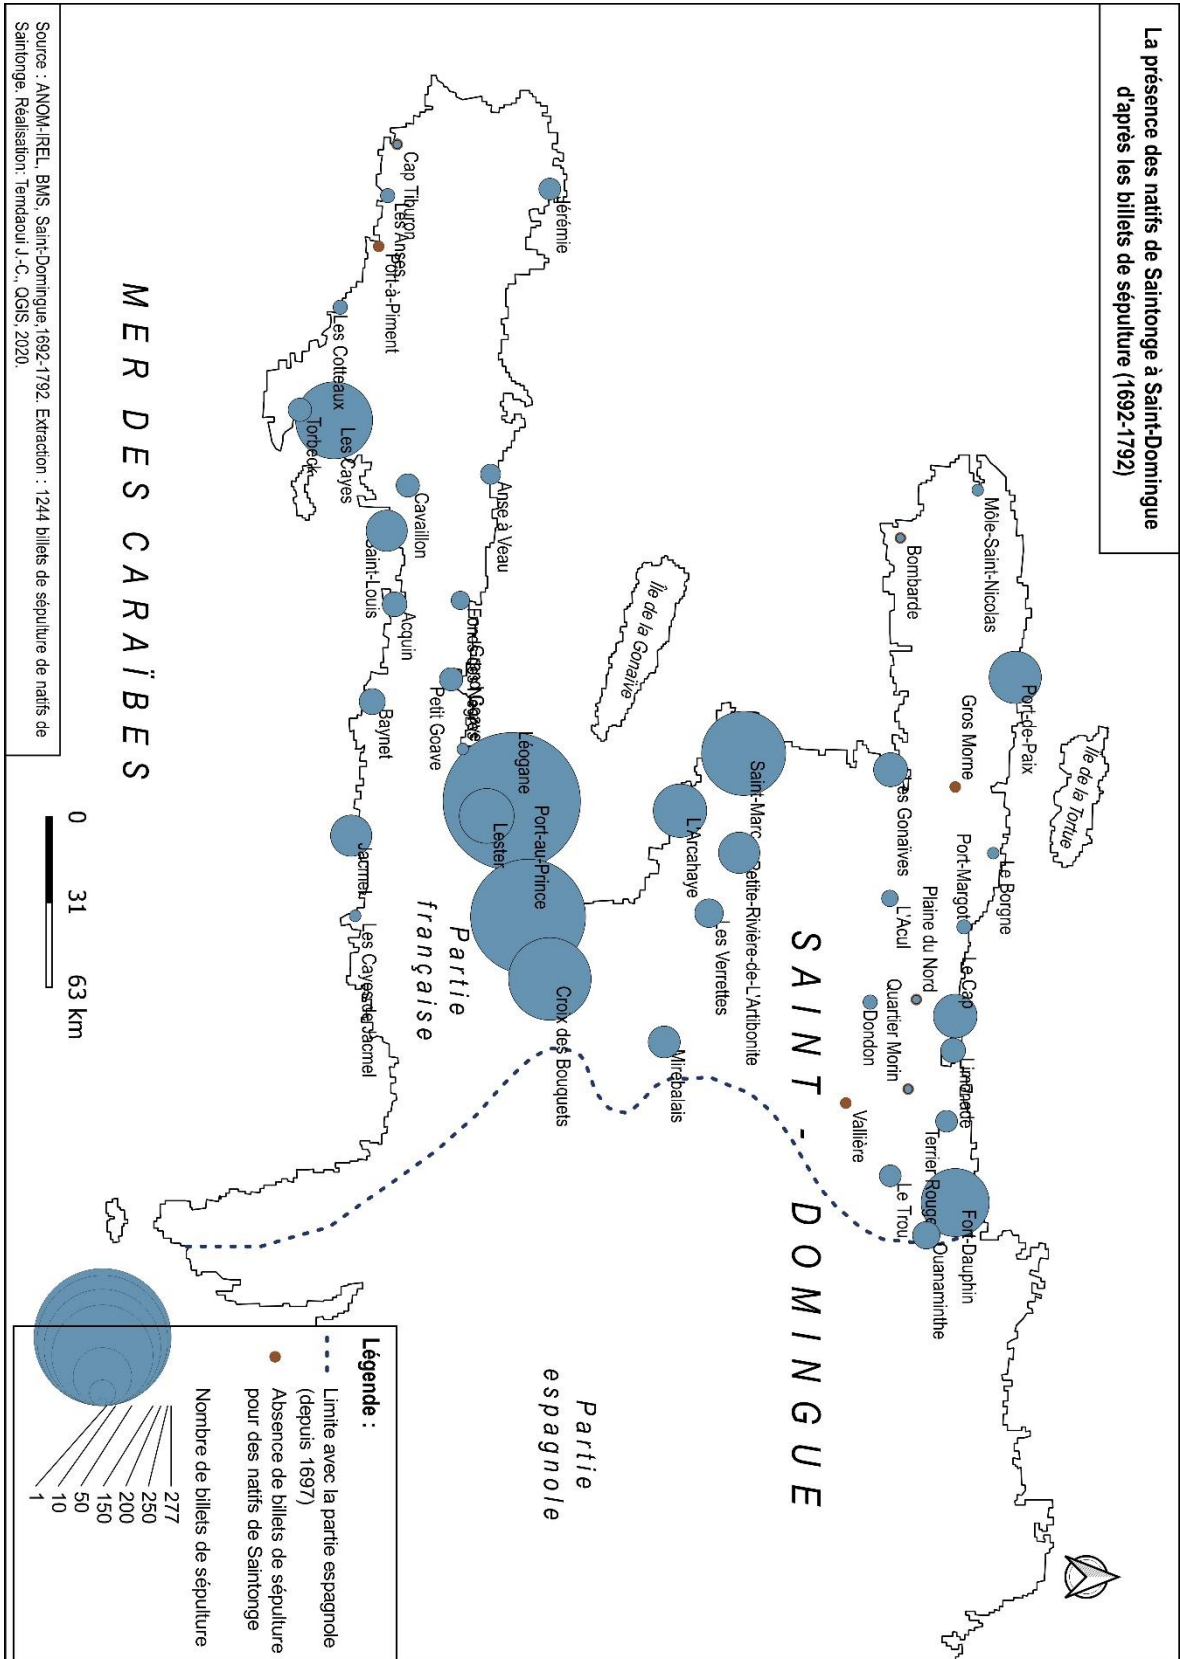 La présence des natifs de Saintonge à Saint-Domingue
d'après les billets de sépulture (1692-1792)
Île de la Tortue
Môle-Saint-Nicolas
Port-de-Paix
Bombarde
Gros Morne
Le Borgne
Port-Margot
Les Gonaïves
L'Acul
Plaine du Nord
Le Cap
Quartier Morin
Limonade
Dondon
Terrier Rouge
Fort-Dauphin
Vallière
Le Trou
Ouanaminthe
SAINT - DOMINGUE
Saint-Marc
Petite-Rivière-de-L'Artibonite
L'Arcahaye
Les Verrettes
Mirebalais
Île de la Gonaïve
Partie
espagnole
Jérémie
Anse à Veau
Fonds des Nègres
Grand Goave
Petit Goave
Léogane
Port-au-Prince
Lester
Croix des Bouquets
Partie
française
Cap Tiburon
Les Anses
Port-à-Piment
Les Cotteaux
Les Cayes
Torbeck
Cavaillon
Saint-Louis
Acquin
Baynet
Jacmel
Les Cayes de Jacmel
MER DES CARAÏBES
0 31 63 km
Légende :
Limite avec la partie espagnole
(depuis 1697)
Absence de billets de sépulture
pour des natifs de Saintonge
Nombre de billets de sépulture
277
250
200
150
50
10
1
Source : ANOM-IREL, BMS, Saint-Domingue,1692-1792. Extraction : 1244 billets de sépulture de natifs de
Saintonge. Réalisation: Temdaoui J.-C., QGIS, 2020.